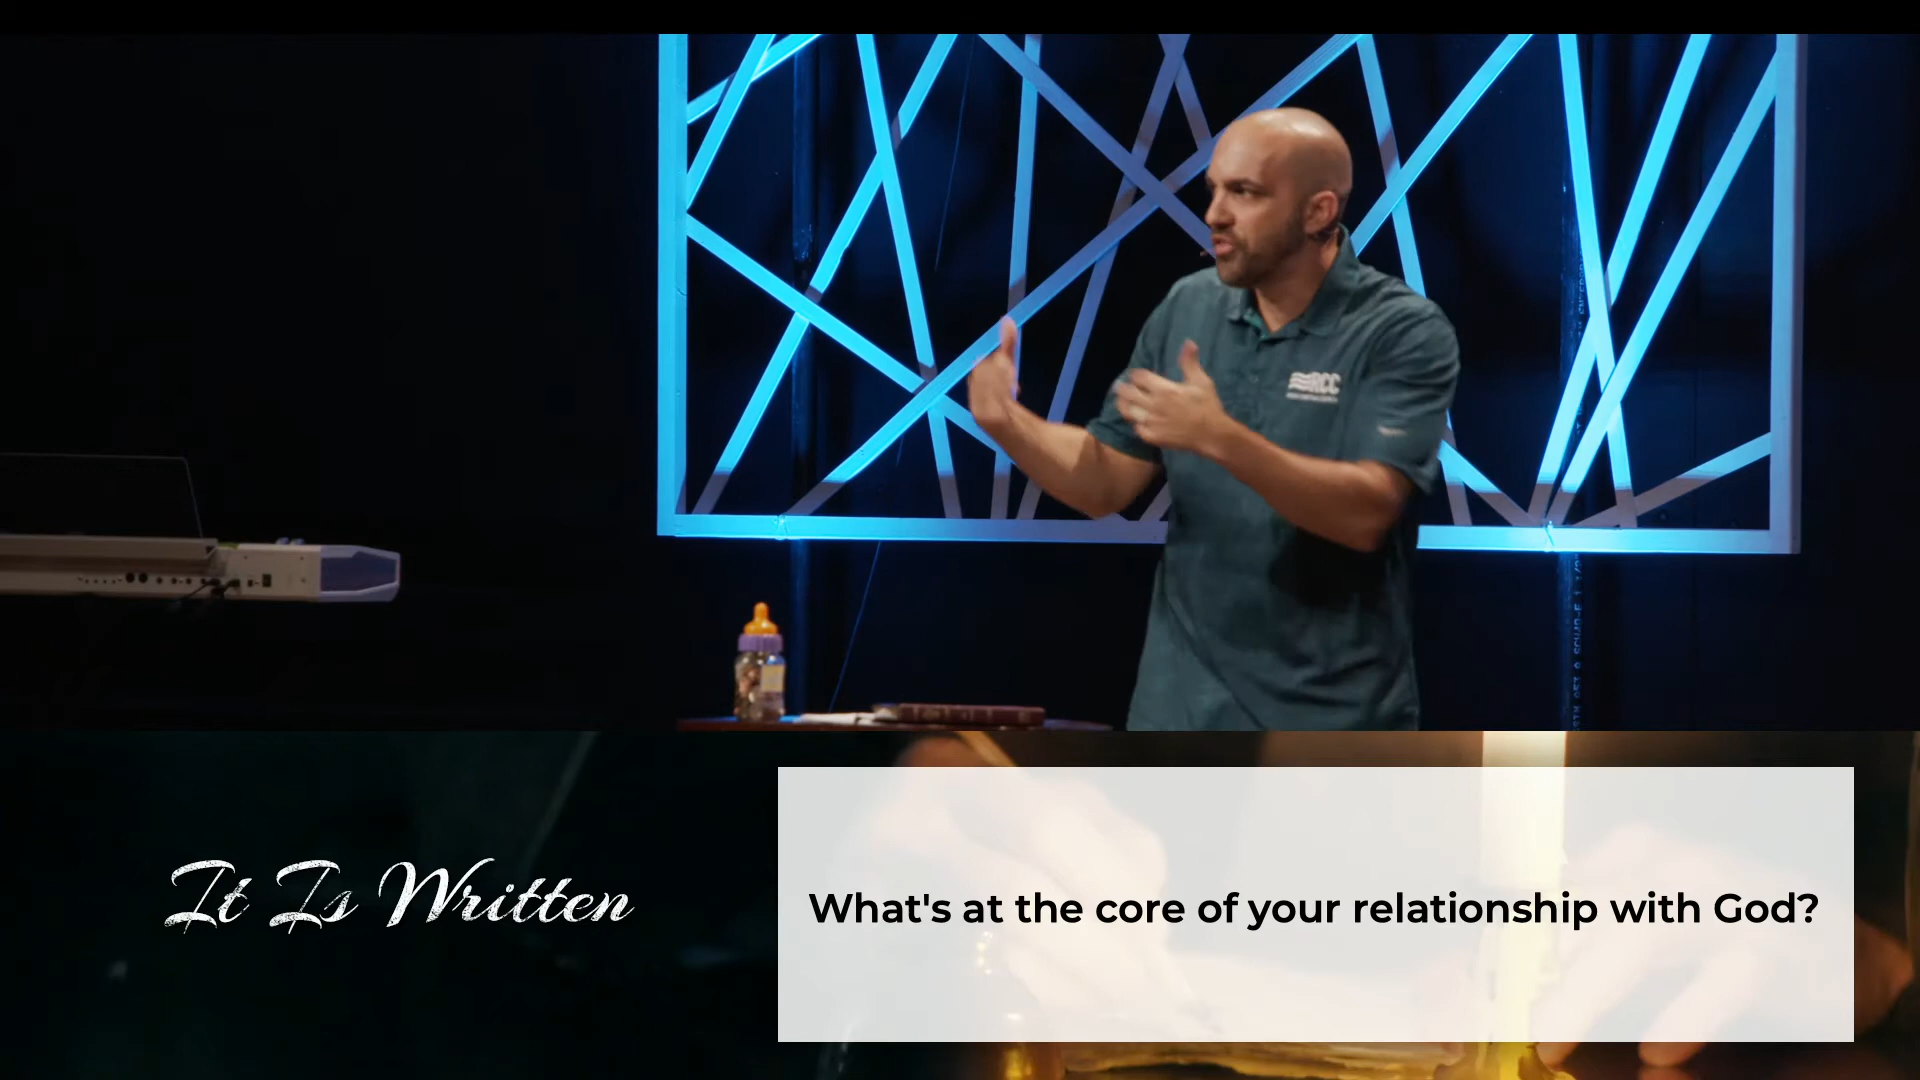 RCC
It Is Written
What's at the core of your relationship with God?